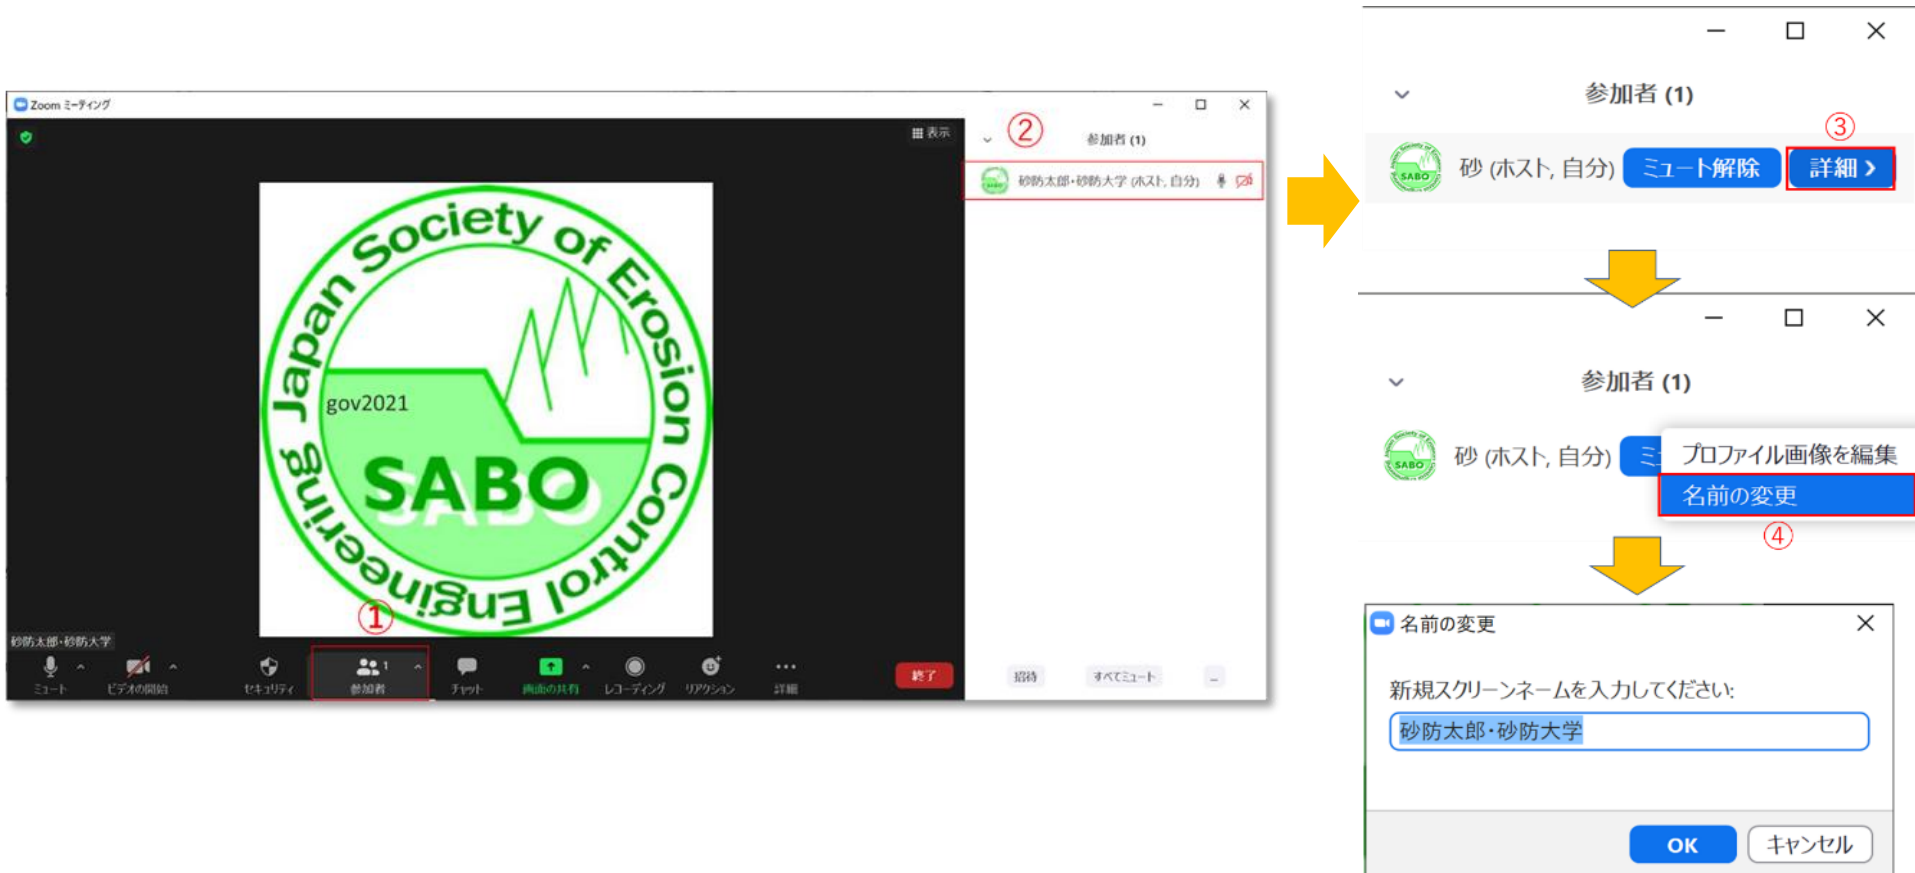 Zoom ミーティング
表示
Japan Society of Erosion Control Engineering
gov2021
SABO
①
砂防太郎・砂防大学
ミュート
ビデオの開始
セキュリティ
1
参加者
チャット
画面の共有
レコーディング
リアクション
詳細
終了
②
参加者 (1)
砂防太郎・砂防大学 (ホスト, 自分)
招待
すべてミュート
...
参加者 (1)
③
SABO
砂 (ホスト, 自分)
ミュート解除
詳細 >
参加者 (1)
SABO
砂 (ホスト, 自分)
ミ
プロファイル画像を編集
名前の変更
④
名前の変更
新規スクリーンネームを入力してください:
砂防太郎・砂防大学
OK
キャンセル